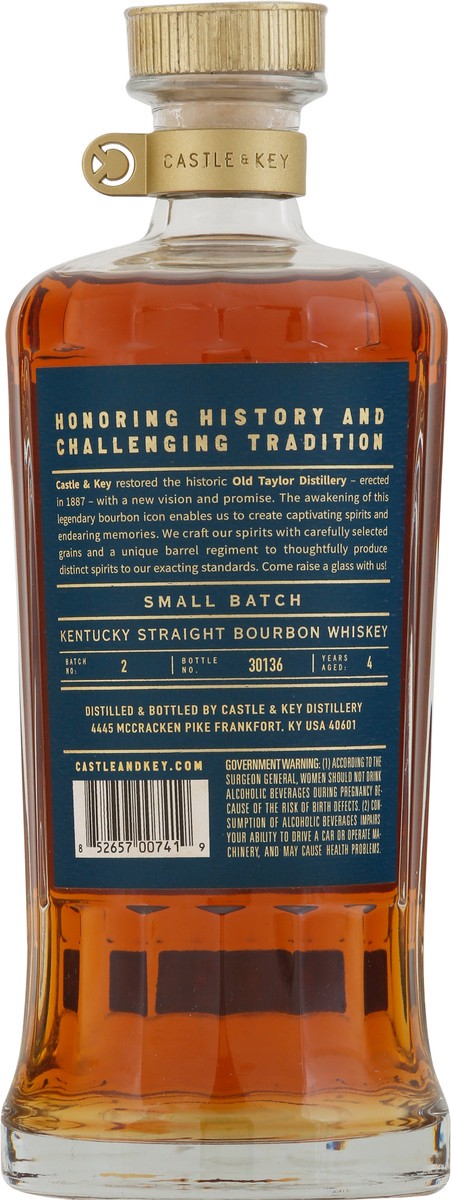 CASTLE & KEY
HONORING HISTORY AND
CHALLENGING TRADITION
Castle & Key restored the historic Old Taylor Distillery – erected
in 1887 – with a new vision and promise. The awakening of this
legendary bourbon icon enables us to create captivating spirits and
endearing memories. We craft our spirits with carefully selected
grains and a unique barrel regiment to thoughtfully produce
distinct spirits to our exacting standards. Come raise a glass with us!
SMALL BATCH
KENTUCKY STRAIGHT BOURBON WHISKEY
BATCH NO: 2 BOTTLE NO. 30136 YEARS AGED: 4
DISTILLED & BOTTLED BY CASTLE & KEY DISTILLERY
4445 MCCRACKEN PIKE FRANKFORT, KY USA 40601
CASTLEANDKEY.COM
8 52657 00741 9
GOVERNMENT WARNING: (1) ACCORDING TO THE
SURGEON GENERAL, WOMEN SHOULD NOT DRINK
ALCOHOLIC BEVERAGES DURING PREGNANCY BE-
CAUSE OF THE RISK OF BIRTH DEFECTS. (2) CON-
SUMPTION OF ALCOHOLIC BEVERAGES IMPAIRS
YOUR ABILITY TO DRIVE A CAR OR OPERATE MA-
CHINERY, AND MAY CAUSE HEALTH PROBLEMS.